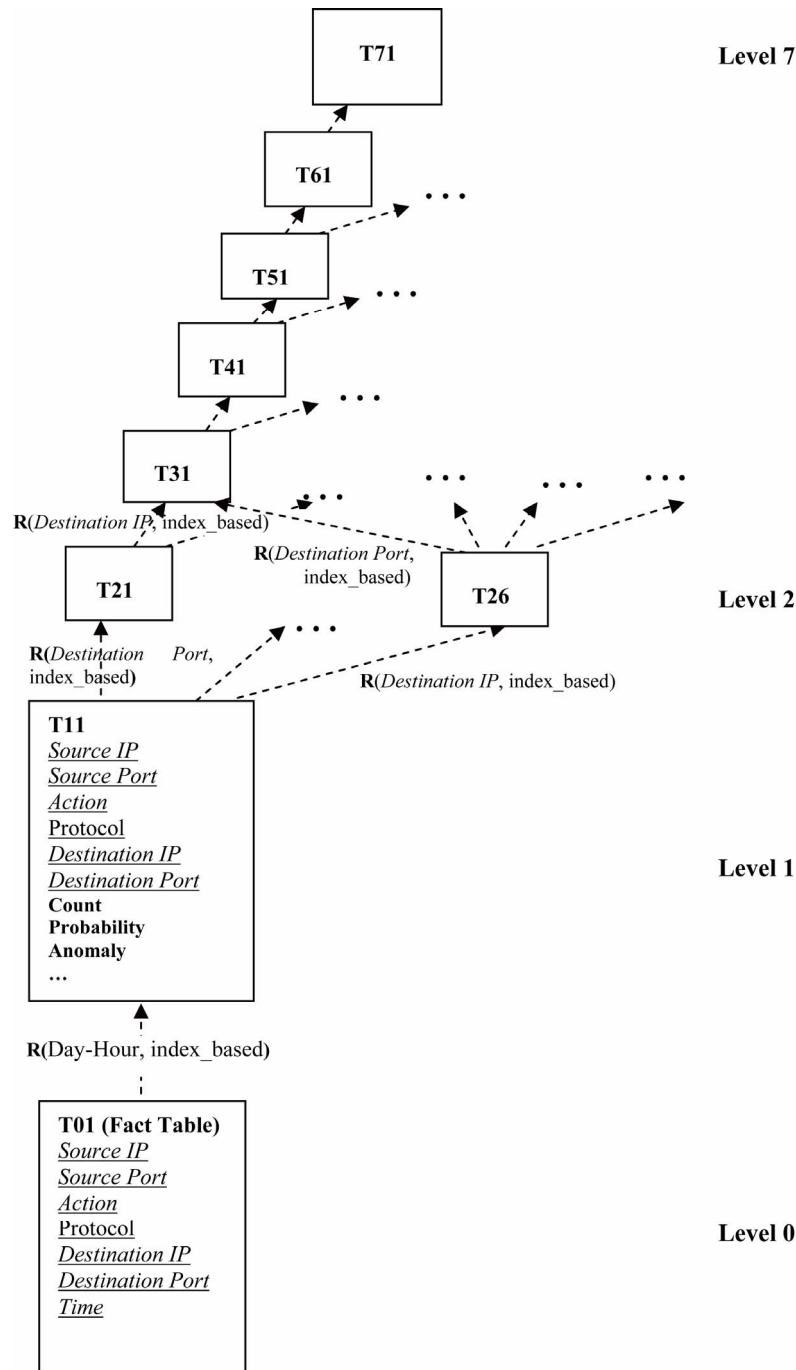 T71
Level 7
T61
. . .
T51
. . .
T41
. . .
T31
. . .
. . .
. . .
. . .
R(Destination IP, index_based)
R(Destination Port,
index_based)
T21
T26
Level 2
R(Destination Port,
index_based)
. . .
R(Destination IP, index_based)
T11
Source IP
Source Port
Action
Protocol
Destination IP
Destination Port
Count
Probability
Anomaly
...
Level 1
R(Day-Hour, index_based)
T01 (Fact Table)
Source IP
Source Port
Action
Protocol
Destination IP
Destination Port
Time
Level 0